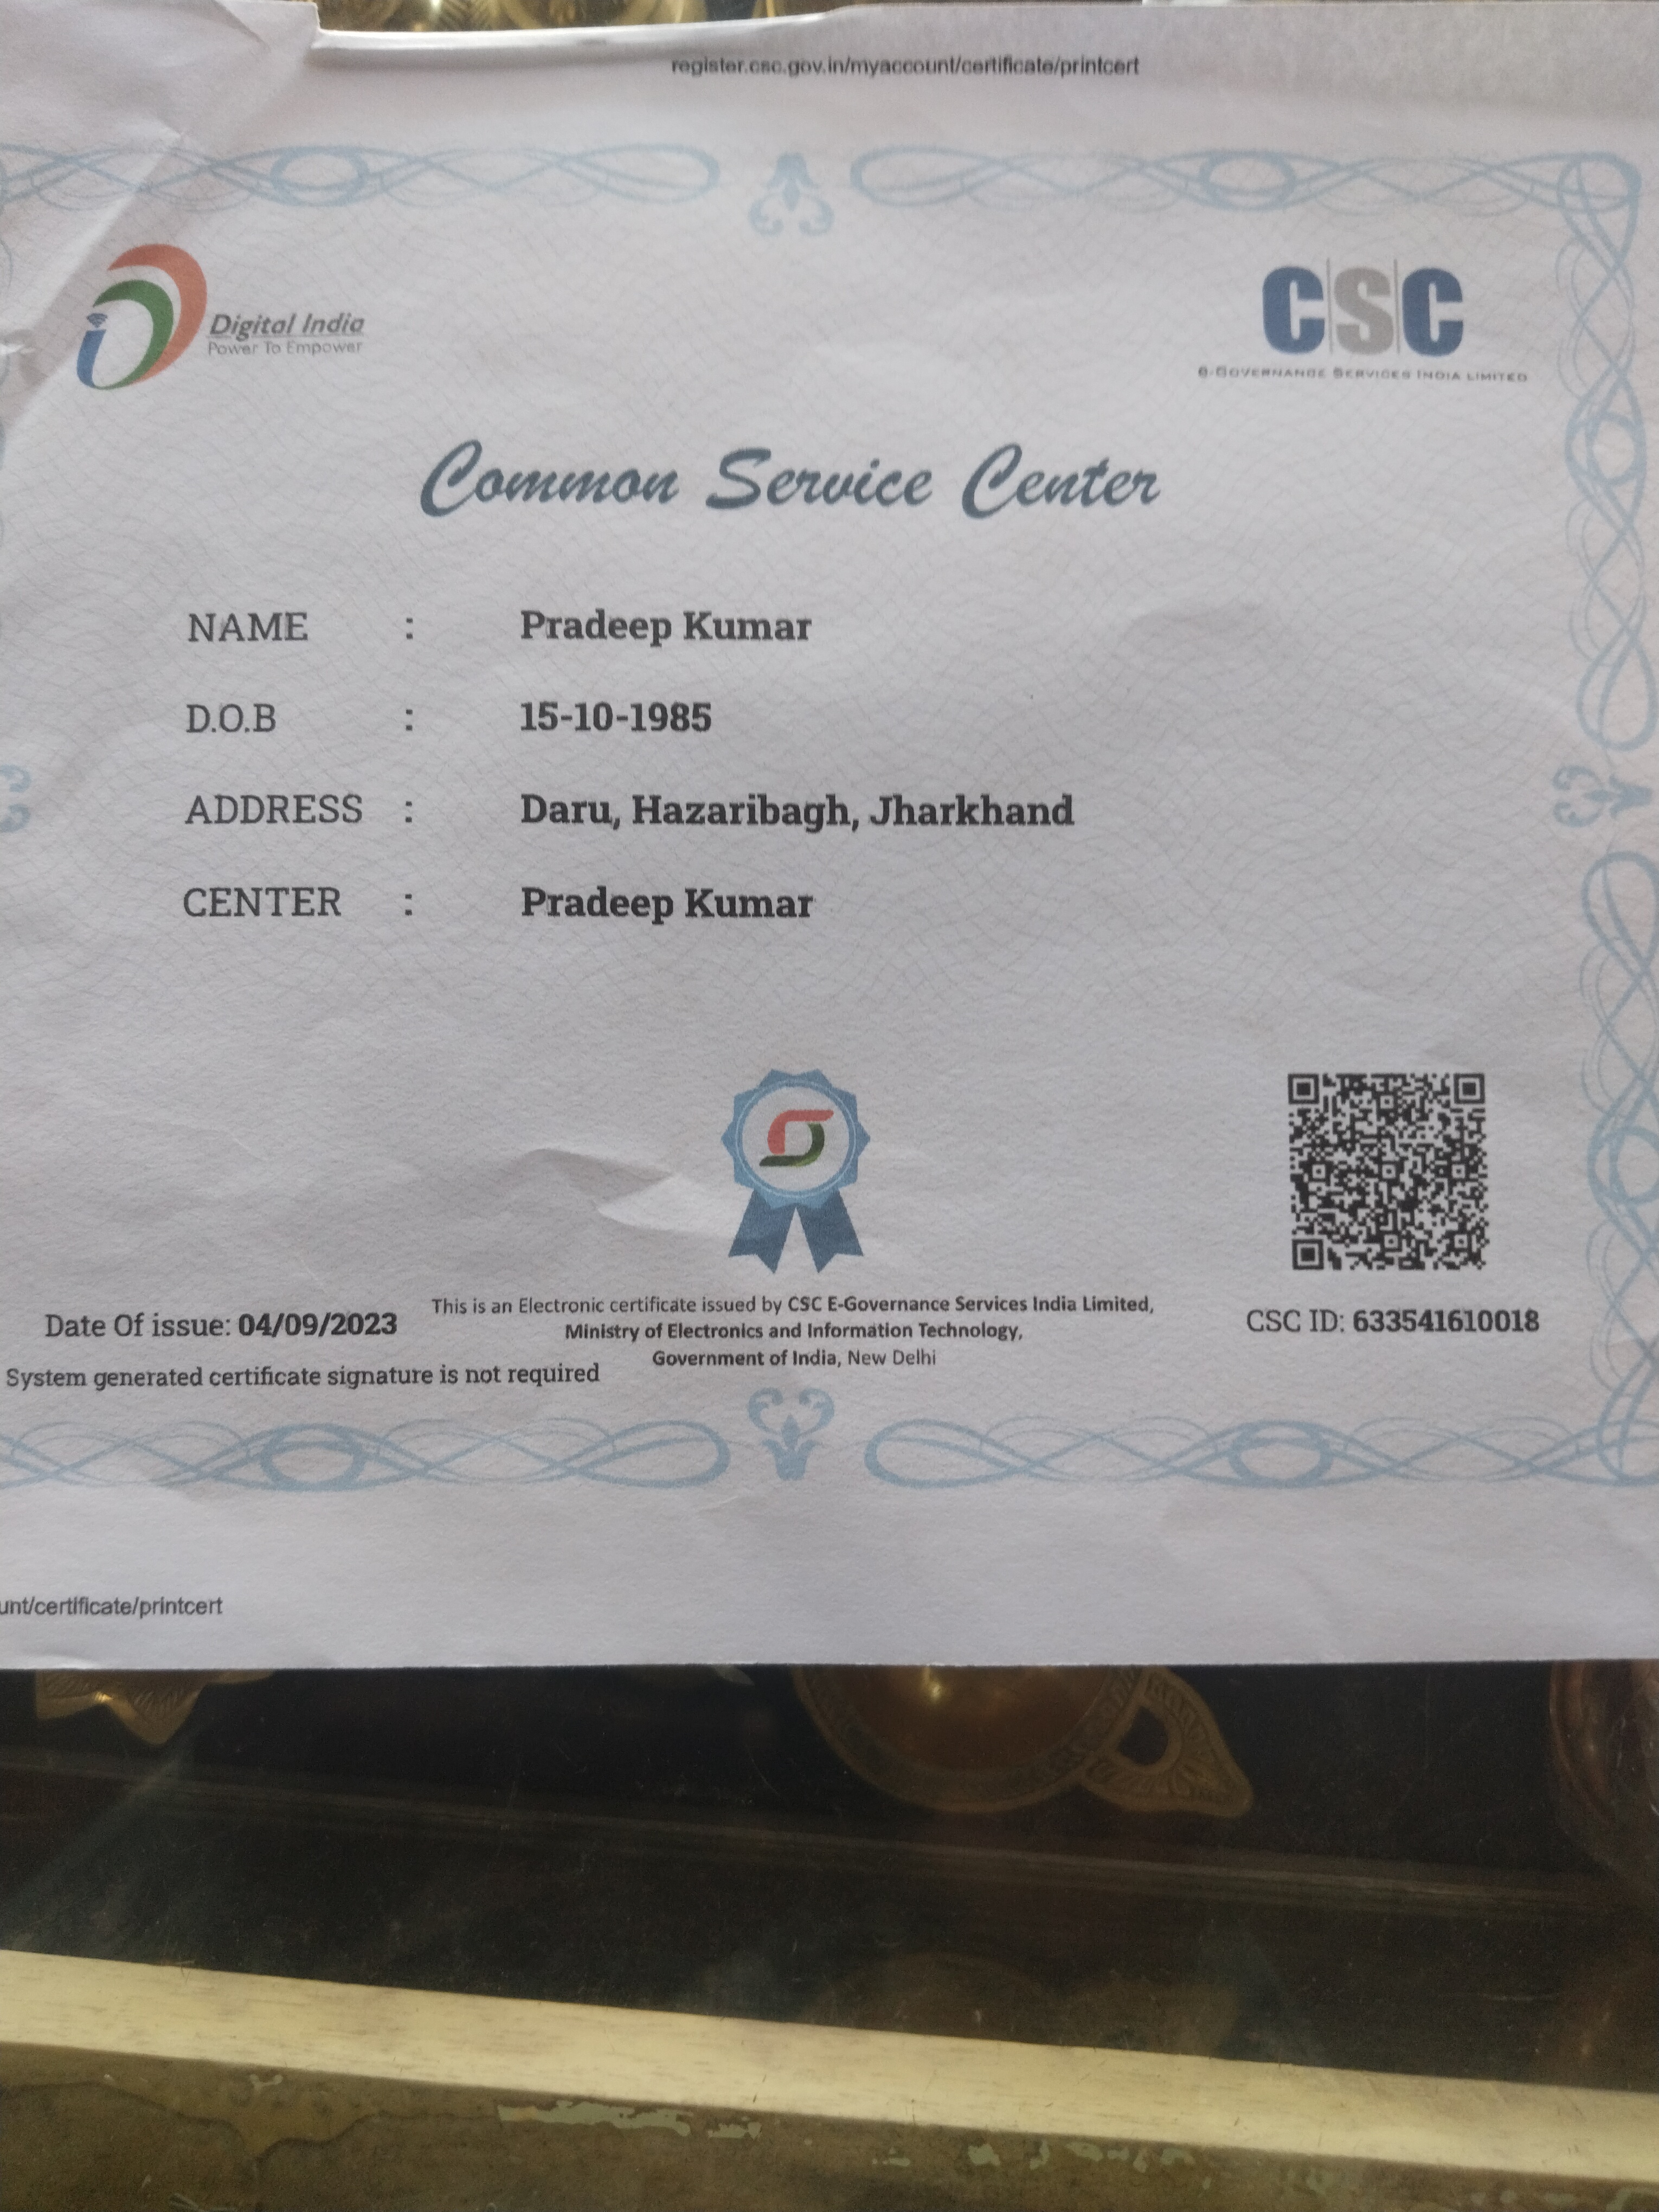 register.csc.gov.in/myaccount/certificate/printcert
Digital India
Power To Empower
CSC
e-Governance Services India Limited
Common Service Center
NAME : Pradeep Kumar
D.O.B : 15-10-1985
ADDRESS : Daru, Hazaribagh, Jharkhand
CENTER : Pradeep Kumar
Date Of issue: 04/09/2023
This is an Electronic certificate issued by CSC E-Governance Services India Limited,
Ministry of Electronics and Information Technology,
Government of India, New Delhi
CSC ID: 633541610018
System generated certificate signature is not required
unt/certificate/printcert